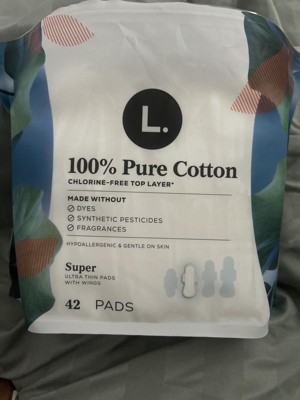 L.
100% Pure Cotton
CHLORINE-FREE TOP LAYER*
MADE WITHOUT
DYES
SYNTHETIC PESTICIDES
FRAGRANCES
HYPOALLERGENIC & GENTLE ON SKIN
Super
ULTRA THIN PADS
WITH WINGS
42 PADS